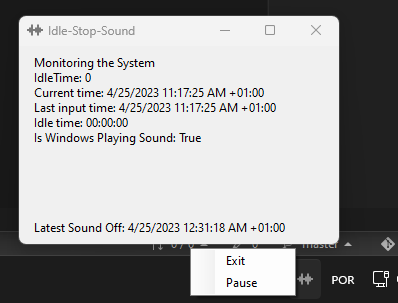 Idle-Stop-Sound
Monitoring the System
IdleTime: 0
Current time: 4/25/2023 11:17:25 AM +01:00
Last input time: 4/25/2023 11:17:25 AM +01:00
Idle time: 00:00:00
Is Windows Playing Sound: True
Latest Sound Off: 4/25/2023 12:31:18 AM +01:00
master
Exit
Pause
POR